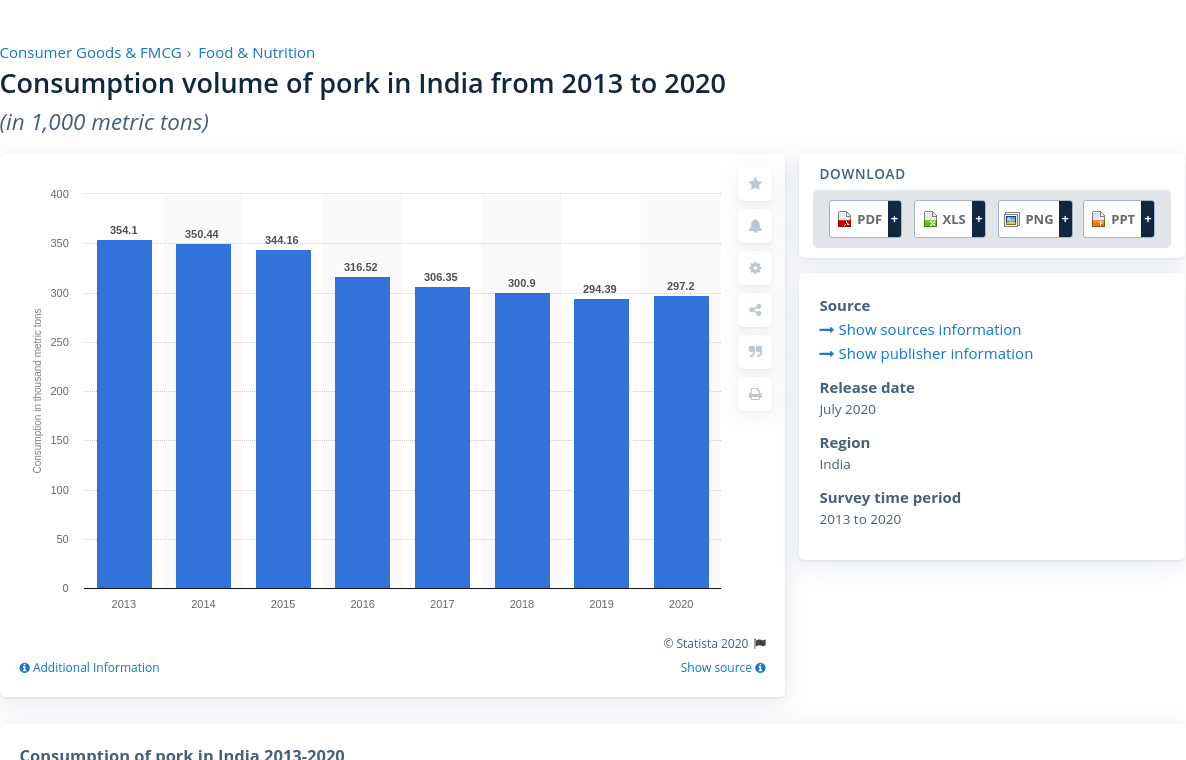 Consumer Goods & FMCG › Food & Nutrition
Consumption volume of pork in India from 2013 to 2020
(in 1,000 metric tons)
Consumption in thousand metric tons
400
350
300
250
200
150
100
50
0
354.1
350.44
344.16
316.52
306.35
300.9
294.39
297.2
2013
2014
2015
2016
2017
2018
2019
2020
© Statista 2020
Additional Information
Show source
DOWNLOAD
PDF +
XLS +
PNG +
PPT +
Source
Show sources information
Show publisher information
Release date
July 2020
Region
India
Survey time period
2013 to 2020
Consumption of pork in India 2013-2020